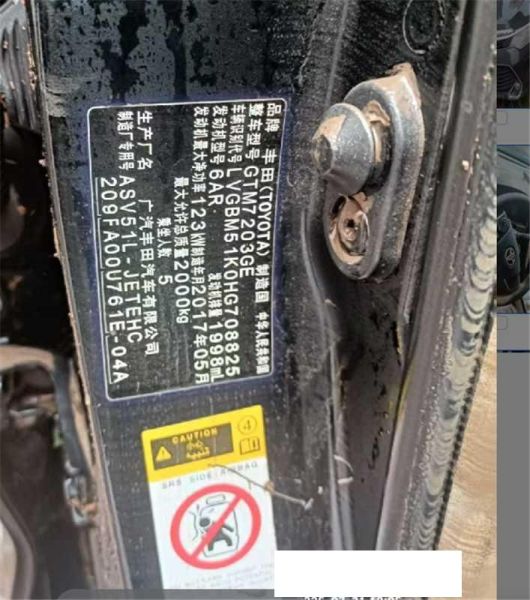 品牌 丰田(TOYOTA) 制造国 中华人民共和国
整车型号 GTM7203GE
车辆识别代号 LVGBM51K0HG708825
发动机型号 6AR 发动机排量 1998mL
发动机最大净功率 123kW 制造年月 2017年05月
最大允许总质量 2000kg
乘坐人数 5
生产厂名 广汽丰田汽车有限公司
制造厂专用号 ASV51L-JETEHC
209FA00U761E-04A
CAUTION
4
SRS SIDE AIRBAG